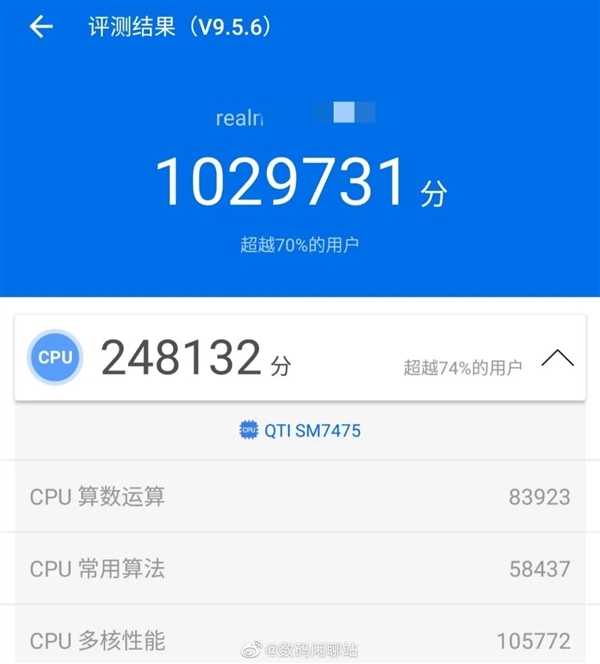 评测结果（V9.5.6）
1029731 分
超越70%的用户
CPU 248132 分 超越74%的用户
CPU QTI SM7475
CPU 算数运算 83923
CPU 常用算法 58437
CPU 多核性能 105772
@数码闲聊站